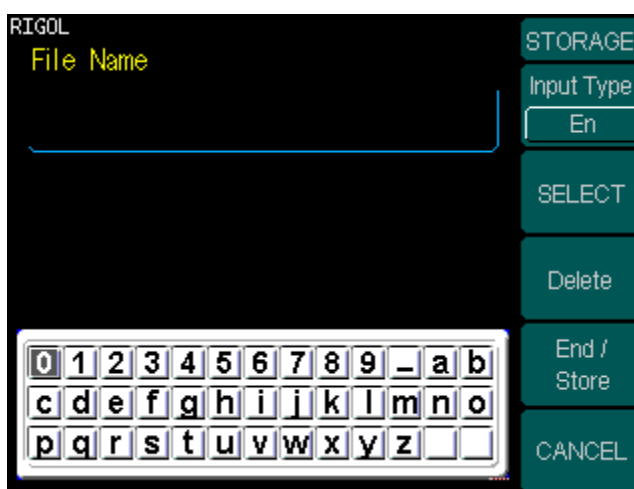 RIGOL
File Name
STORAGE
Input Type
En
SELECT
Delete
End /
Store
CANCEL
0 1 2 3 4 5 6 7 8 9 _ a b
c d e f g h i j k l m n o
p q r s t u v w x y z